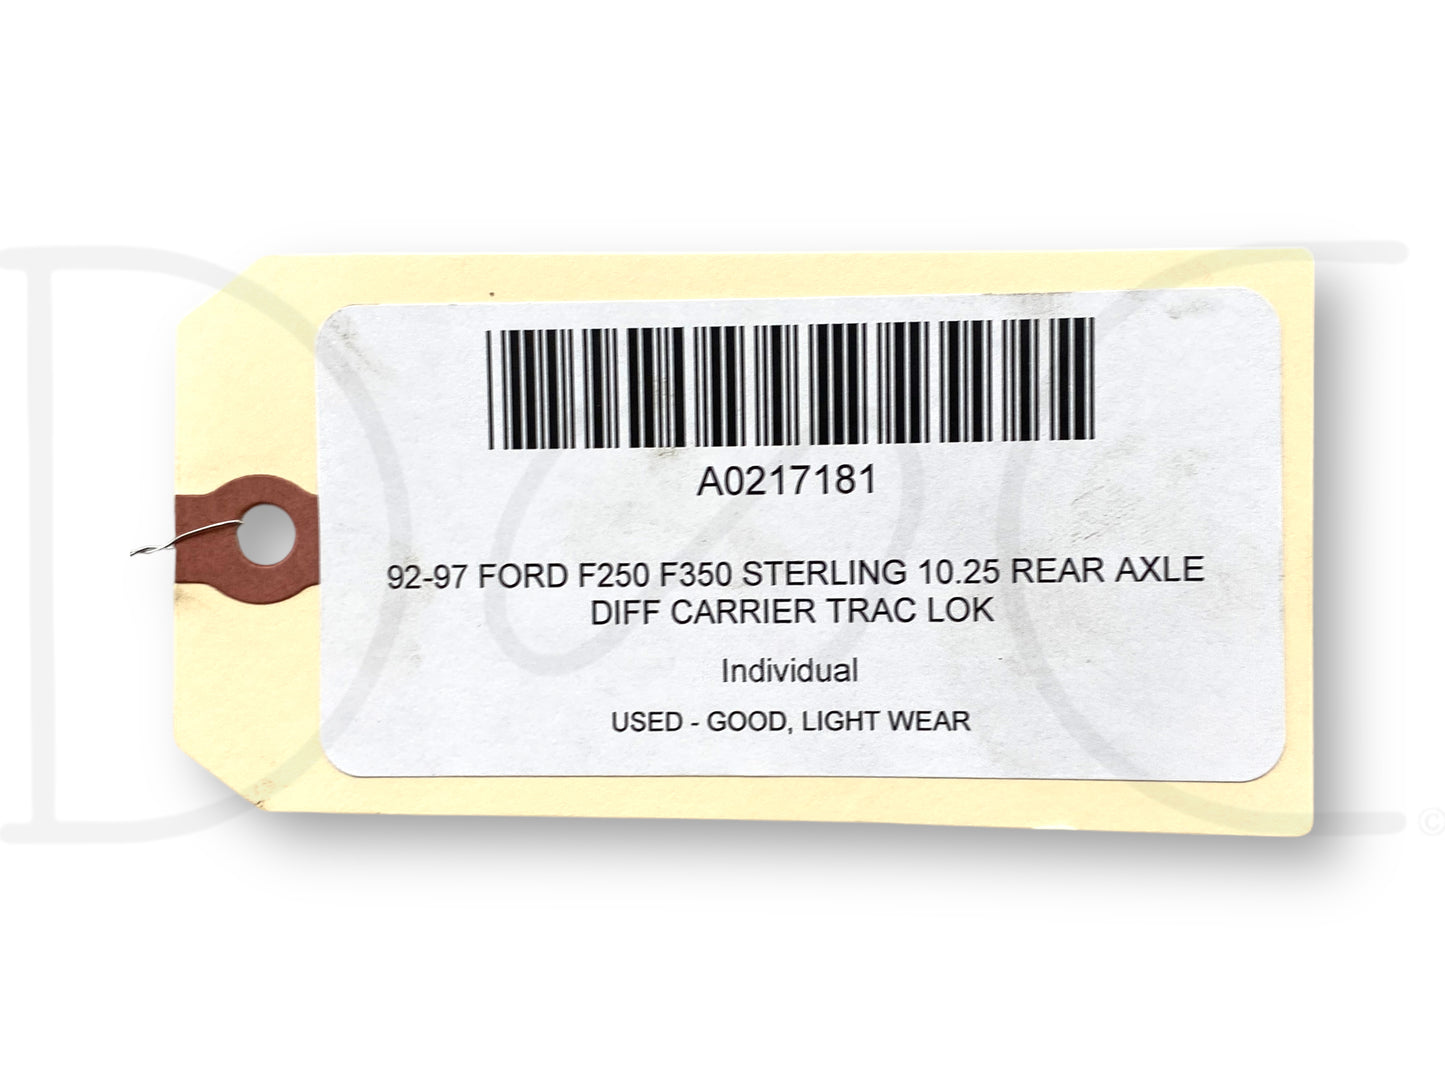 A0217181
92-97 FORD F250 F350 STERLING 10.25 REAR AXLE
DIFF CARRIER TRAC LOK
Individual
USED - GOOD, LIGHT WEAR
D C ©